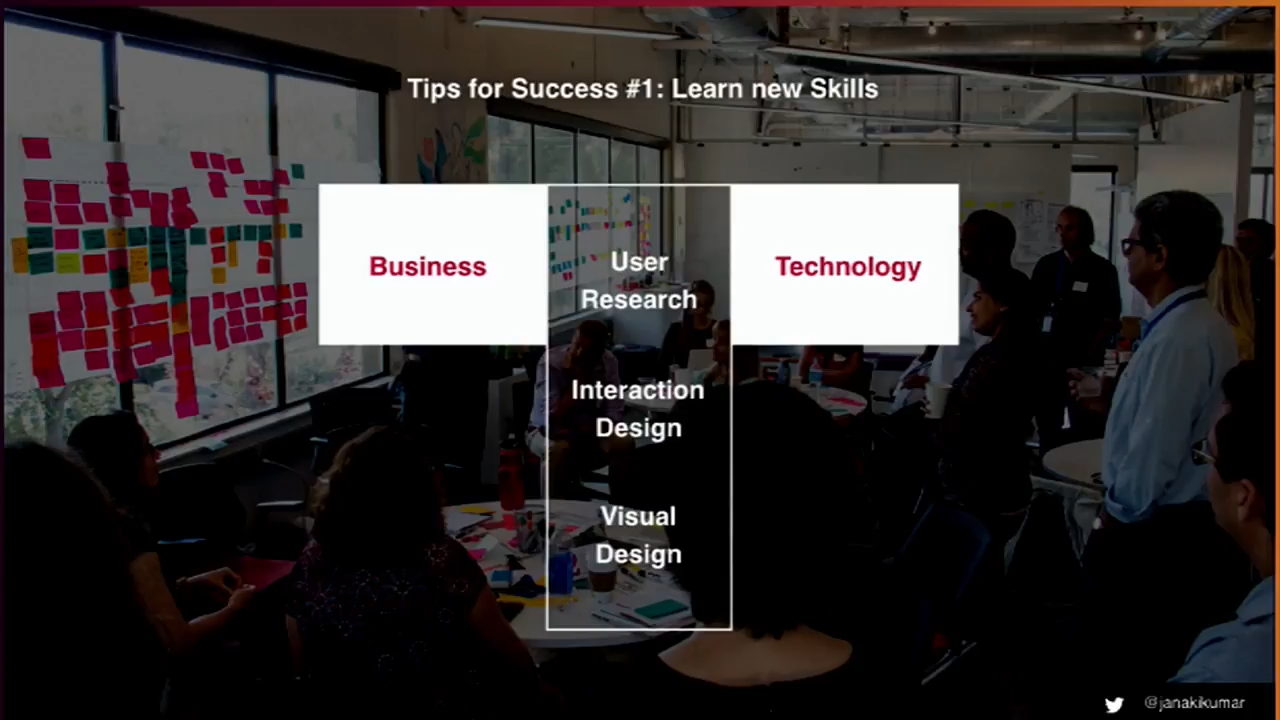 Tips for Success #1: Learn new Skills
Business
User
Research
Technology
Interaction
Design
Visual
Design
@janakikumar